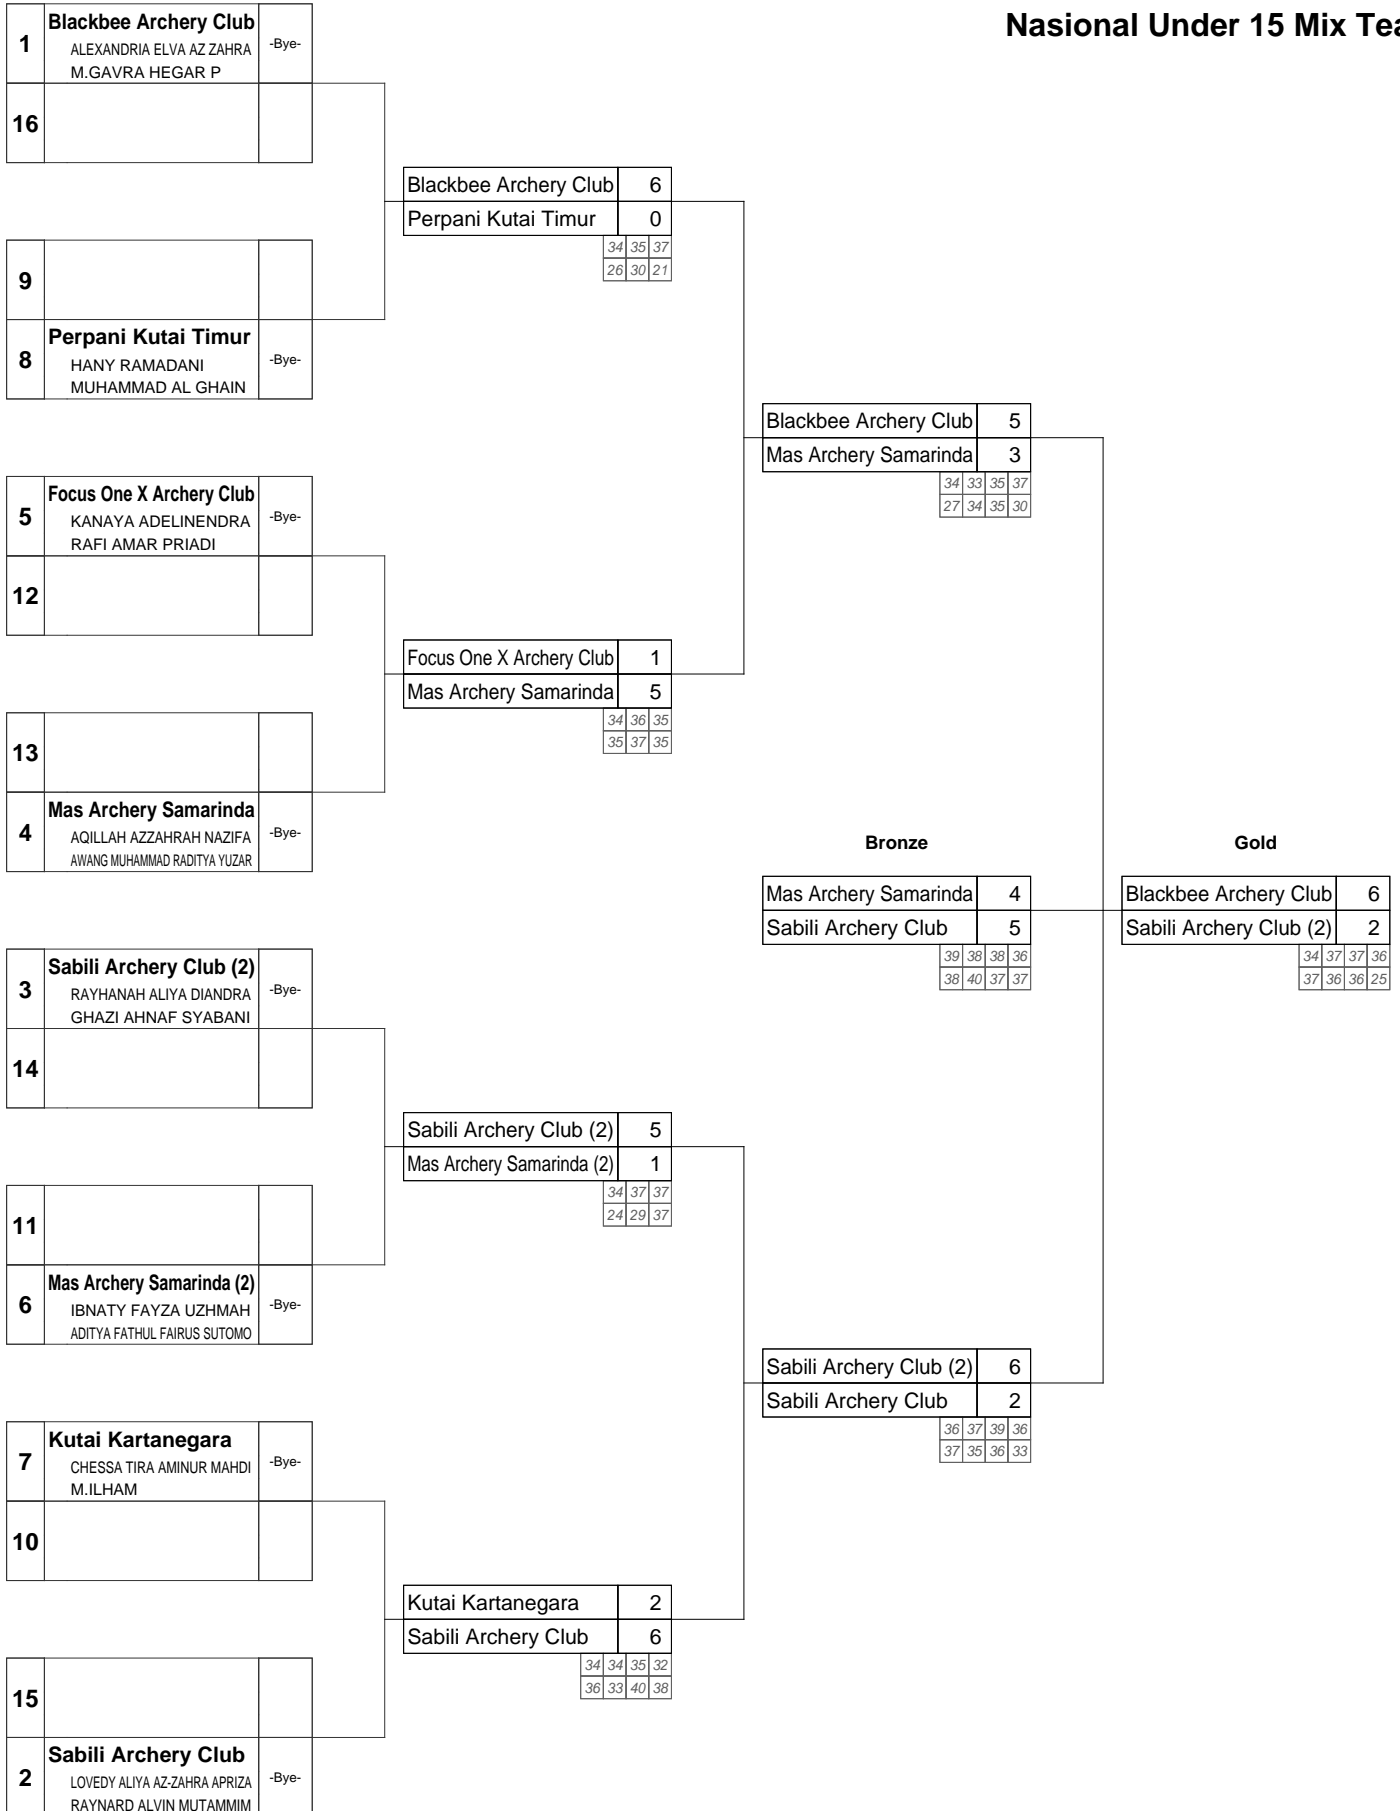 Nasional Under 15 Mix Tea
1
Blackbee Archery Club
ALEXANDRIA ELVA AZ ZAHRA
M.GAVRA HEGAR P
-Bye-
16
9
8
Perpani Kutai Timur
HANY RAMADANI
MUHAMMAD AL GHAIN
-Bye-
5
Focus One X Archery Club
KANAYA ADELINENDRA
RAFI AMAR PRIADI
-Bye-
12
13
4
Mas Archery Samarinda
AQILLAH AZZAHRAH NAZIFA
AWANG MUHAMMAD RADITYA YUZAR
-Bye-
3
Sabili Archery Club (2)
RAYHANAH ALIYA DIANDRA
GHAZI AHNAF SYABANI
-Bye-
14
11
6
Mas Archery Samarinda (2)
IBNATY FAYZA UZHMAH
ADITYA FATHUL FAIRUS SUTOMO
-Bye-
7
Kutai Kartanegara
CHESSA TIRA AMINUR MAHDI
M.ILHAM
-Bye-
10
15
2
Sabili Archery Club
LOVEDY ALIYA AZ-ZAHRA APRIZA
RAYNARD ALVIN MUTAMMIM
-Bye-
Blackbee Archery Club 6
Perpani Kutai Timur 0
34 35 37
26 30 21
Focus One X Archery Club 1
Mas Archery Samarinda 5
34 36 35
35 37 35
Sabili Archery Club (2) 5
Mas Archery Samarinda (2) 1
34 37 37
24 29 37
Kutai Kartanegara 2
Sabili Archery Club 6
34 34 35 32
36 33 40 38
Blackbee Archery Club 5
Mas Archery Samarinda 3
34 33 35 37
27 34 35 30
Sabili Archery Club (2) 6
Sabili Archery Club 2
36 37 39 36
37 35 36 33
Bronze
Mas Archery Samarinda 4
Sabili Archery Club 5
39 38 38 36
38 40 37 37
Gold
Blackbee Archery Club 6
Sabili Archery Club (2) 2
34 37 37 36
37 36 36 25